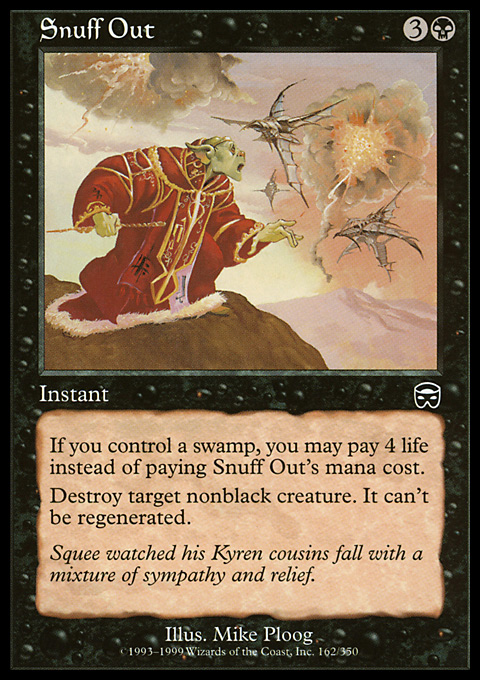 Snuff Out 3
Instant
If you control a swamp, you may pay 4 life
instead of paying Snuff Out's mana cost.
Destroy target nonblack creature. It can't
be regenerated.
Squee watched his Kyren cousins fall with a
mixture of sympathy and relief.
Illus. Mike Ploog
©1993–1999 Wizards of the Coast, Inc. 162/350